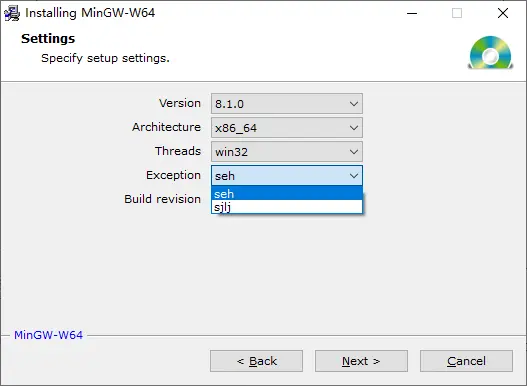 Installing MinGW-W64
Settings
Specify setup settings.
Version 8.1.0
Architecture x86_64
Threads win32
Exception seh
seh
Build revision
sjlj
MinGW-W64
< Back Next > Cancel